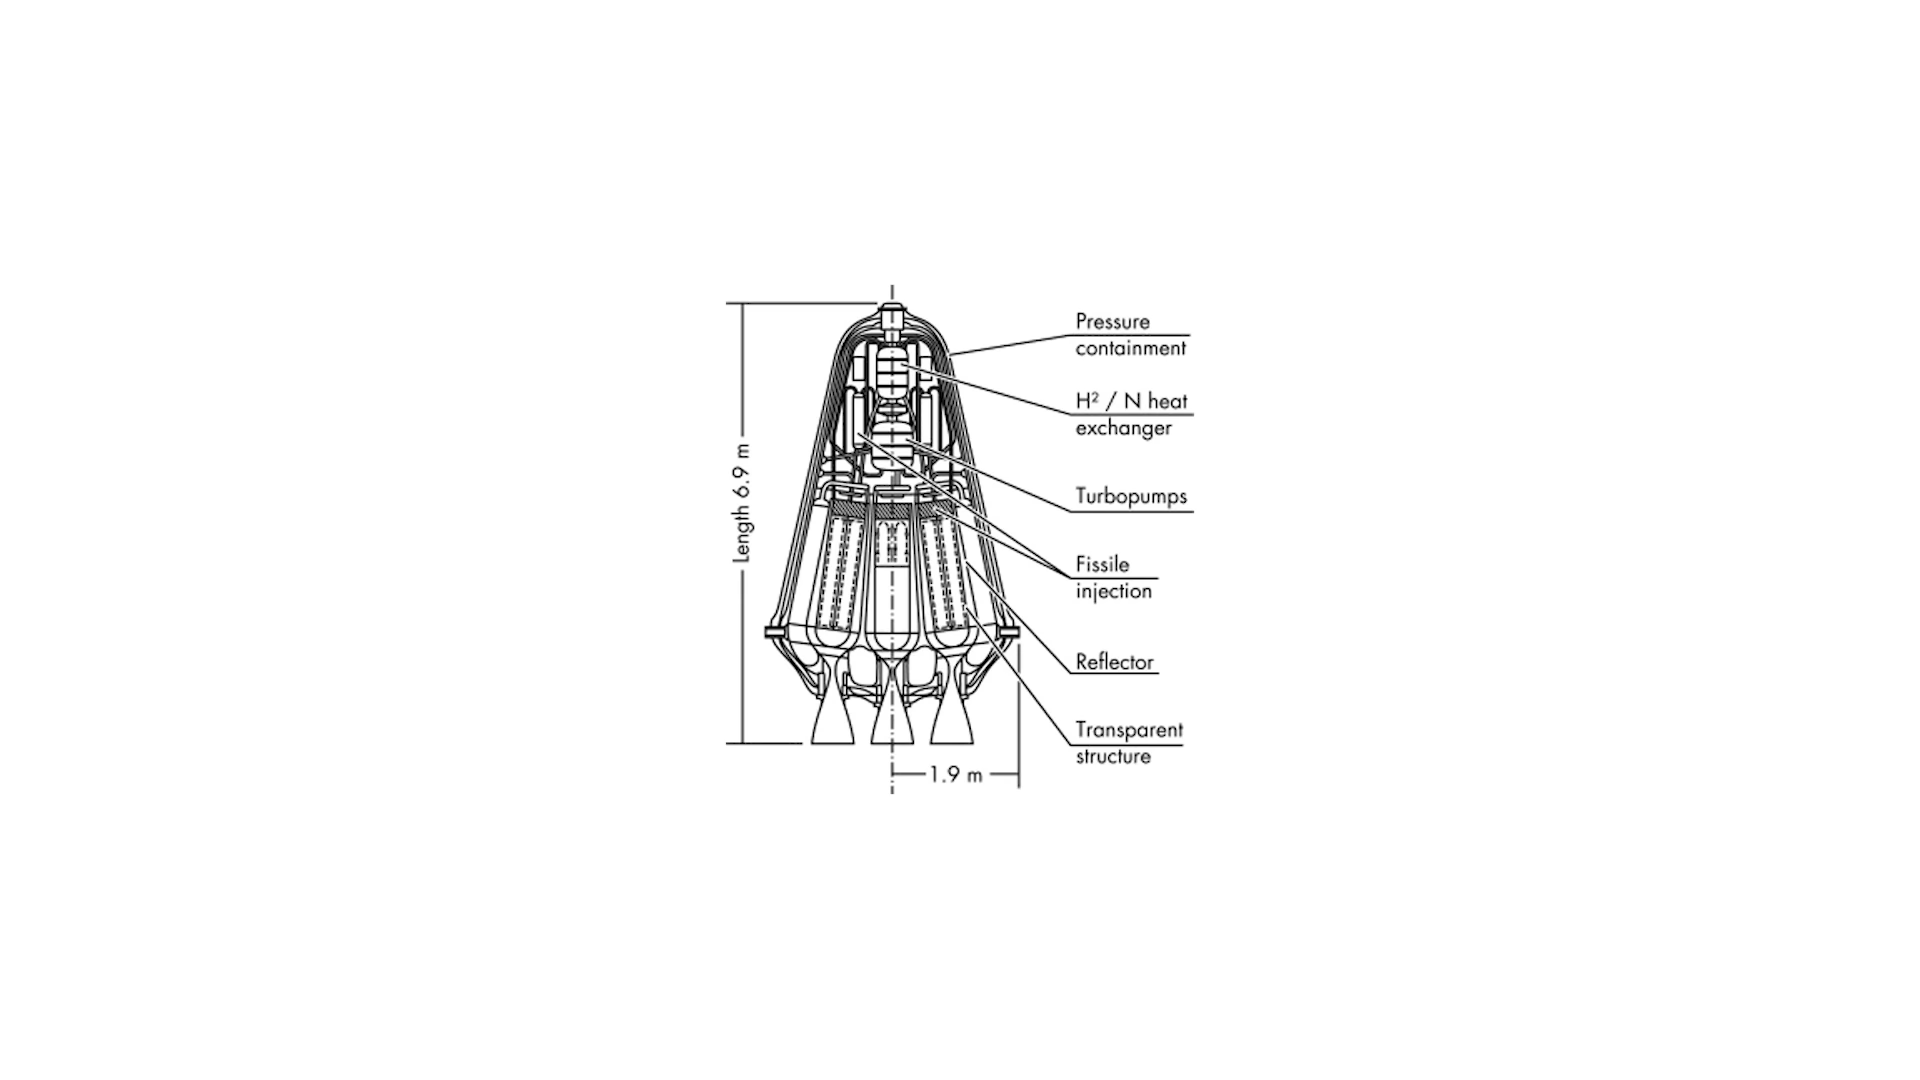 Pressure
containment
H² / N heat
exchanger
Turbopumps
Fissile
injection
Reflector
Transparent
structure
Length 6.9 m
1.9 m